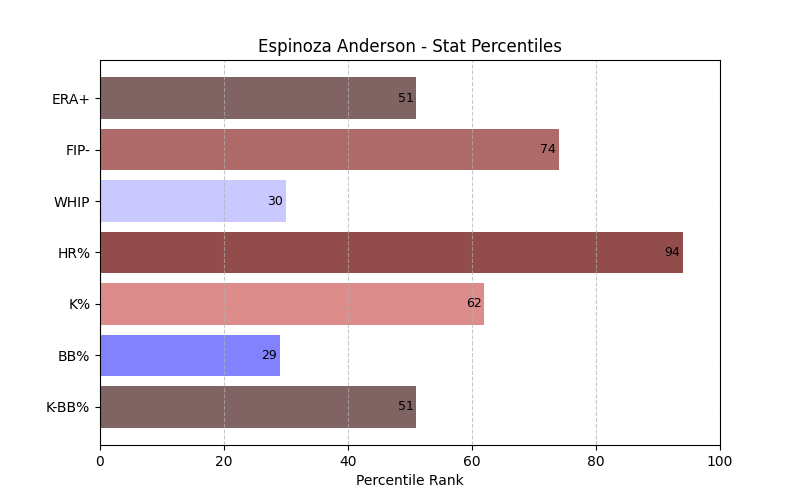 Espinoza Anderson - Stat Percentiles
ERA+ 51
FIP- 74
WHIP 30
HR% 94
K% 62
BB% 29
K-BB% 51
0 20 40 60 80 100
Percentile Rank